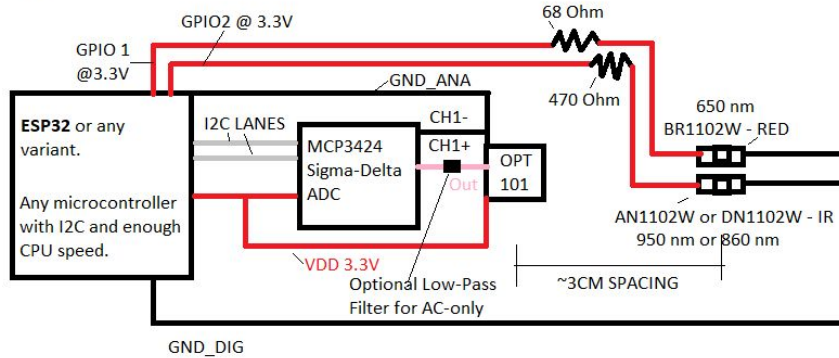 68 Ohm
GPIO2 @ 3.3V
GPIO 1
@3.3V
GND_ANA
470 Ohm
650 nm
BR1102W - RED
ESP32 or any
variant.
Any microcontroller
with I2C and enough
CPU speed.
I2C LANES
MCP3424
Sigma-Delta
ADC
CH1-
CH1+
Out
OPT
101
AN1102W or DN1102W - IR
950 nm or 860 nm
VDD 3.3V
Optional Low-Pass
Filter for AC-only
~3CM SPACING
GND_DIG